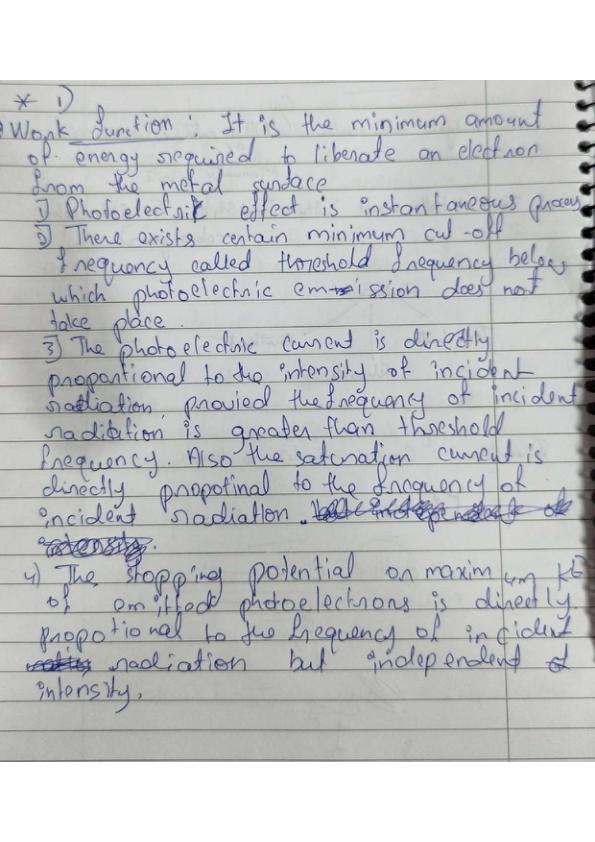 * 1)
Work function : It is the minimum amount
of energy required to liberate an electron
from the metal surface
1) Photoelectric effect is instantaneous process
2) There exists certain minimum cut-off
frequency called threshold frequency below
which photoelectric emission does not
take place.
3) The photoelectric current is directly
proportional to the intensity of incident
radiation, provied the frequency of incident
radiation is greater than threshold
frequency. Also the saturation current is
directly propotinal to the frequency of
incident radiation.
intensity.
4) The stopping potential or maximum KE
of emitted photoelectrons is directly
propotional to the frequency of incident
radiation but independent of
intensity.